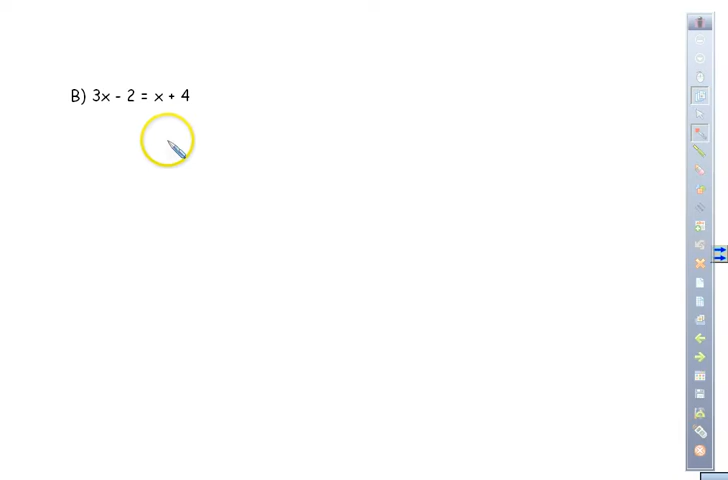 B) 3x - 2 = x + 4